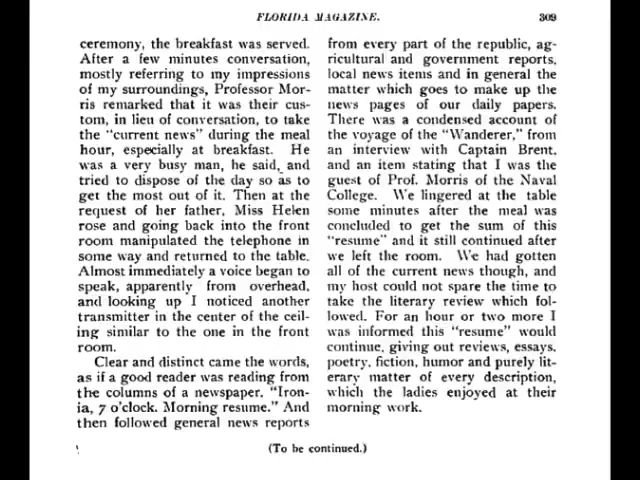 FLORIDA MAGAZINE.
309
ceremony, the breakfast was served.
After a few minutes conversation,
mostly referring to my impressions
of my surroundings, Professor Mor-
ris remarked that it was their cus-
tom, in lieu of conversation, to take
the "current news" during the meal
hour, especially at breakfast. He
was a very busy man, he said, and
tried to dispose of the day so as to
get the most out of it. Then at the
request of her father, Miss Helen
rose and going back into the front
room manipulated the telephone in
some way and returned to the table.
Almost immediately a voice began to
speak, apparently from overhead,
and looking up I noticed another
transmitter in the center of the ceil-
ing similar to the one in the front
room.
Clear and distinct came the words,
as if a good reader was reading from
the columns of a newspaper. "Iron-
ia, 7 o'clock. Morning resume." And
then followed general news reports
from every part of the republic, ag-
ricultural and government reports,
local news items and in general the
matter which goes to make up the
news pages of our daily papers.
There was a condensed account of
the voyage of the "Wanderer," from
an interview with Captain Brent,
and an item stating that I was the
guest of Prof. Morris of the Naval
College. We lingered at the table
some minutes after the meal was
concluded to get the sum of this
"resume" and it still continued after
we left the room. We had gotten
all of the current news though, and
my host could not spare the time to
take the literary review which fol-
lowed. For an hour or two more I
was informed this "resume" would
continue, giving out reviews, essays,
poetry, fiction, humor and purely lit-
erary matter of every description,
which the ladies enjoyed at their
morning work.
(To be continued.)